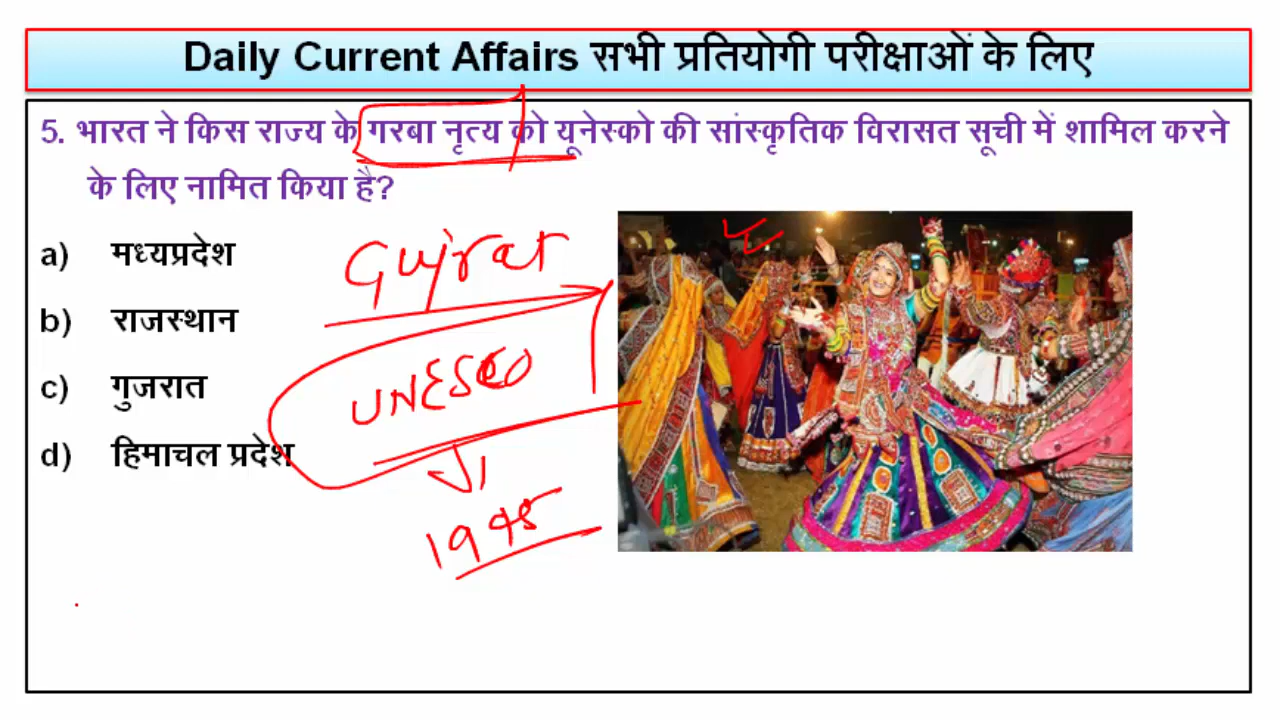 Daily Current Affairs सभी प्रतियोगी परीक्षाओं के लिए
5. भारत ने किस राज्य के गरबा नृत्य को यूनेस्को की सांस्कृतिक विरासत सूची में शामिल करने
के लिए नामित किया है?
a) मध्यप्रदेश
Gujrat
b) राजस्थान
UNESCO
c) गुजरात
d) हिमाचल प्रदेश
1945